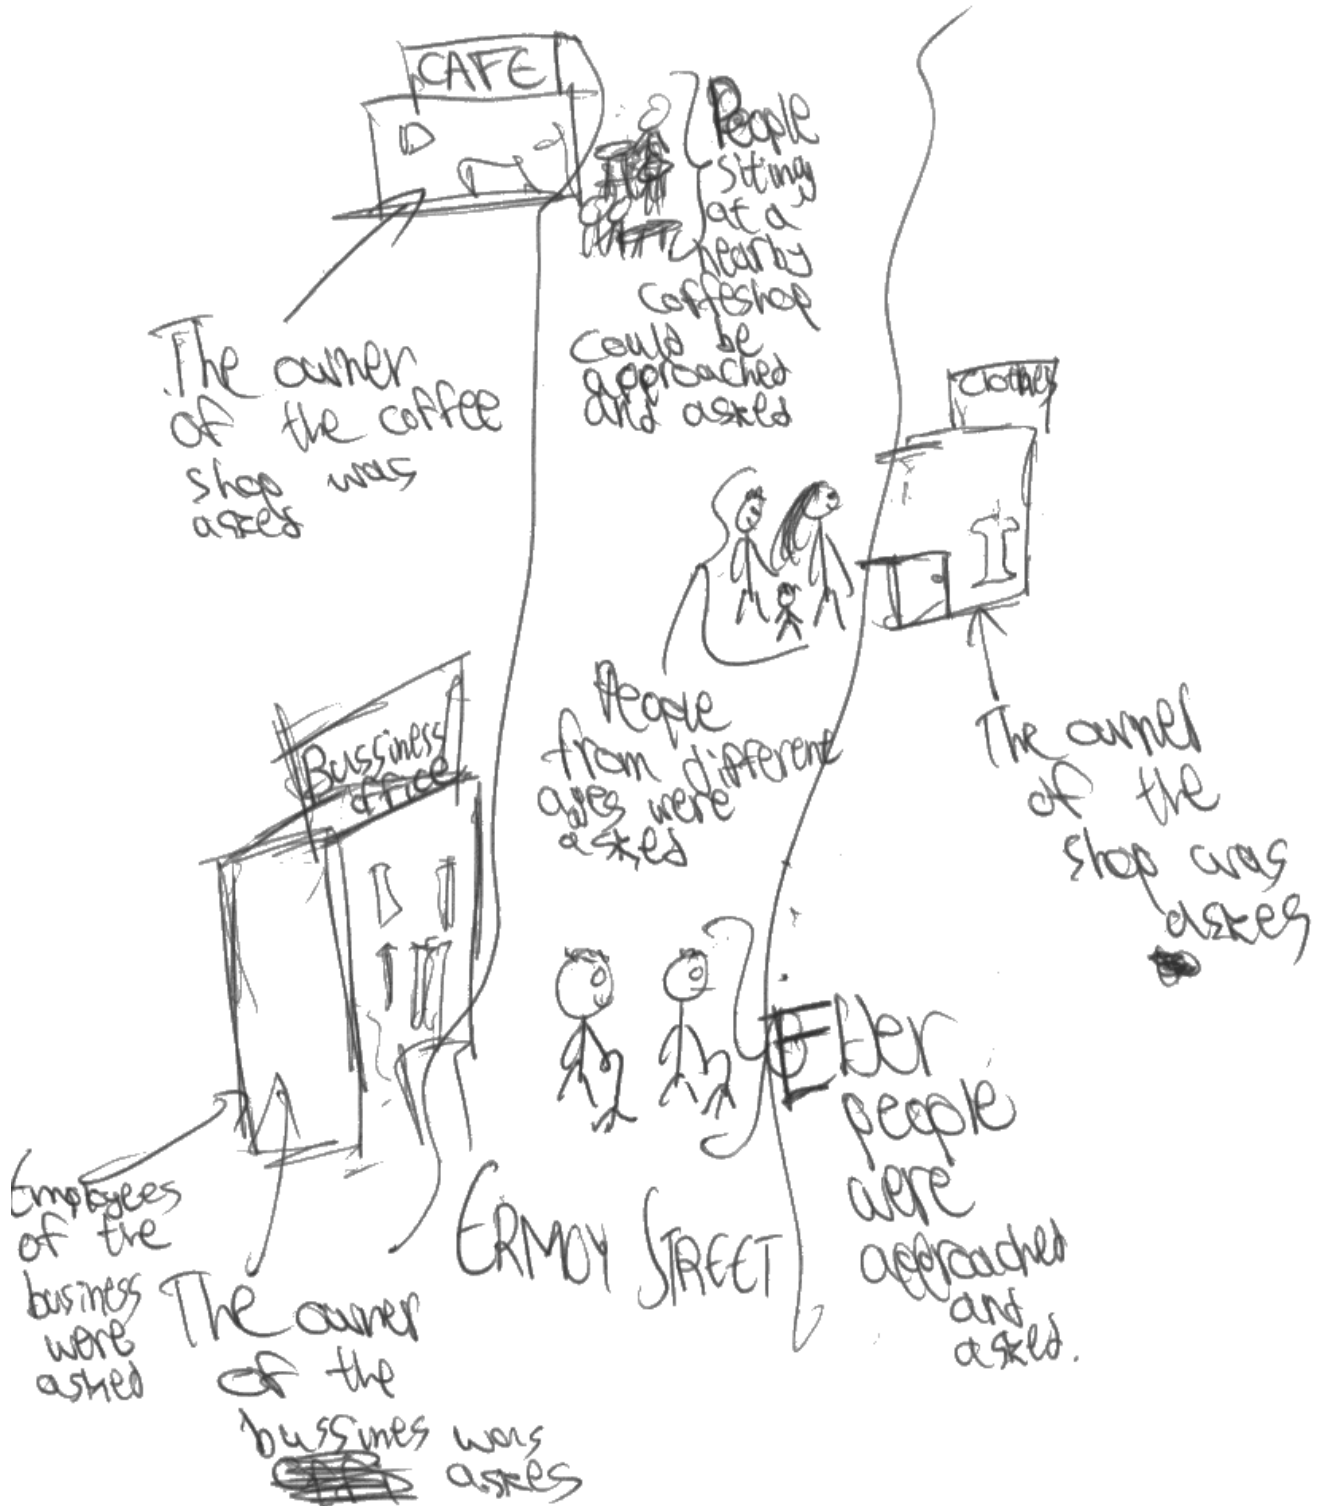 CAFE
People
sitting
at a
nearby
coffeshop
could be
approached
and asked
The owner
of the coffee
shop was
asked
Clothes
People
from different
ages were
asked
The owner
of the
shop was
askes
Bussiness
office
Elder
people
were
approached
and
asked.
ERMOY STREET
Employees
of the
business
were
asked
The owner
of the
bussines was
askes